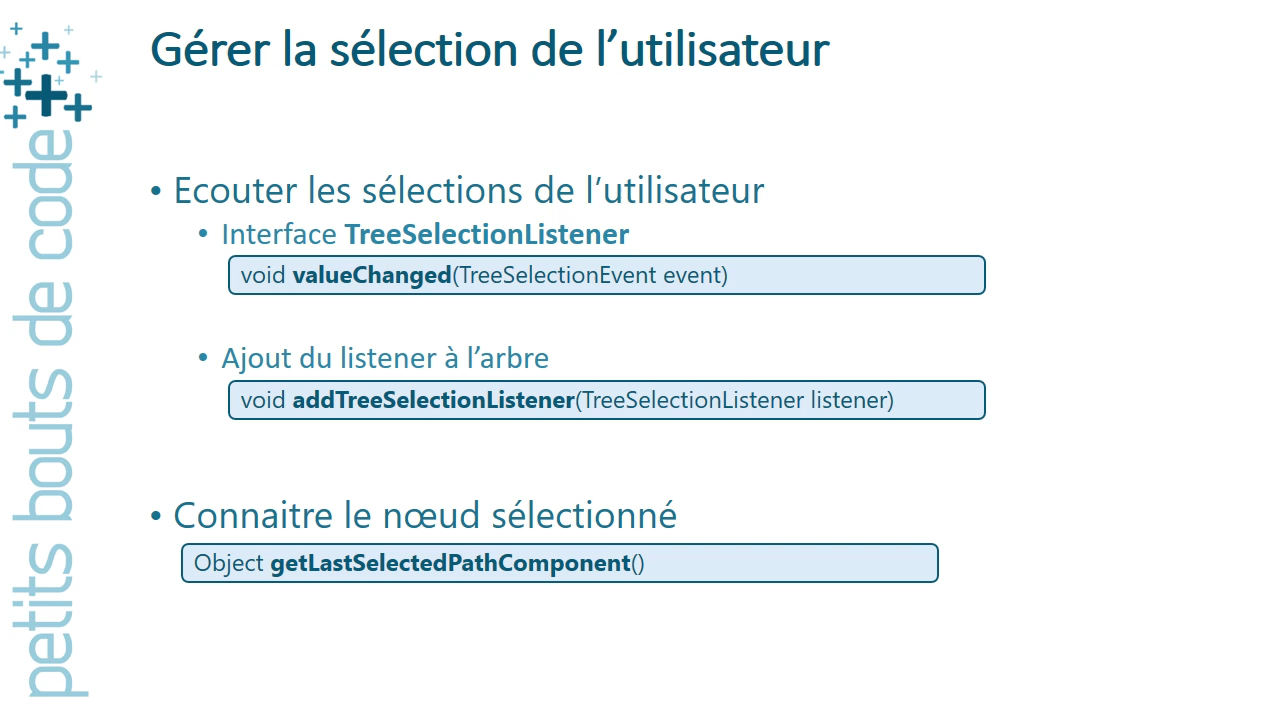 Gérer la sélection de l’utilisateur
• Ecouter les sélections de l’utilisateur
• Interface TreeSelectionListener
void valueChanged(TreeSelectionEvent event)
• Ajout du listener à l’arbre
void addTreeSelectionListener(TreeSelectionListener listener)
• Connaitre le nœud sélectionné
Object getLastSelectedPathComponent()
petits bouts de code